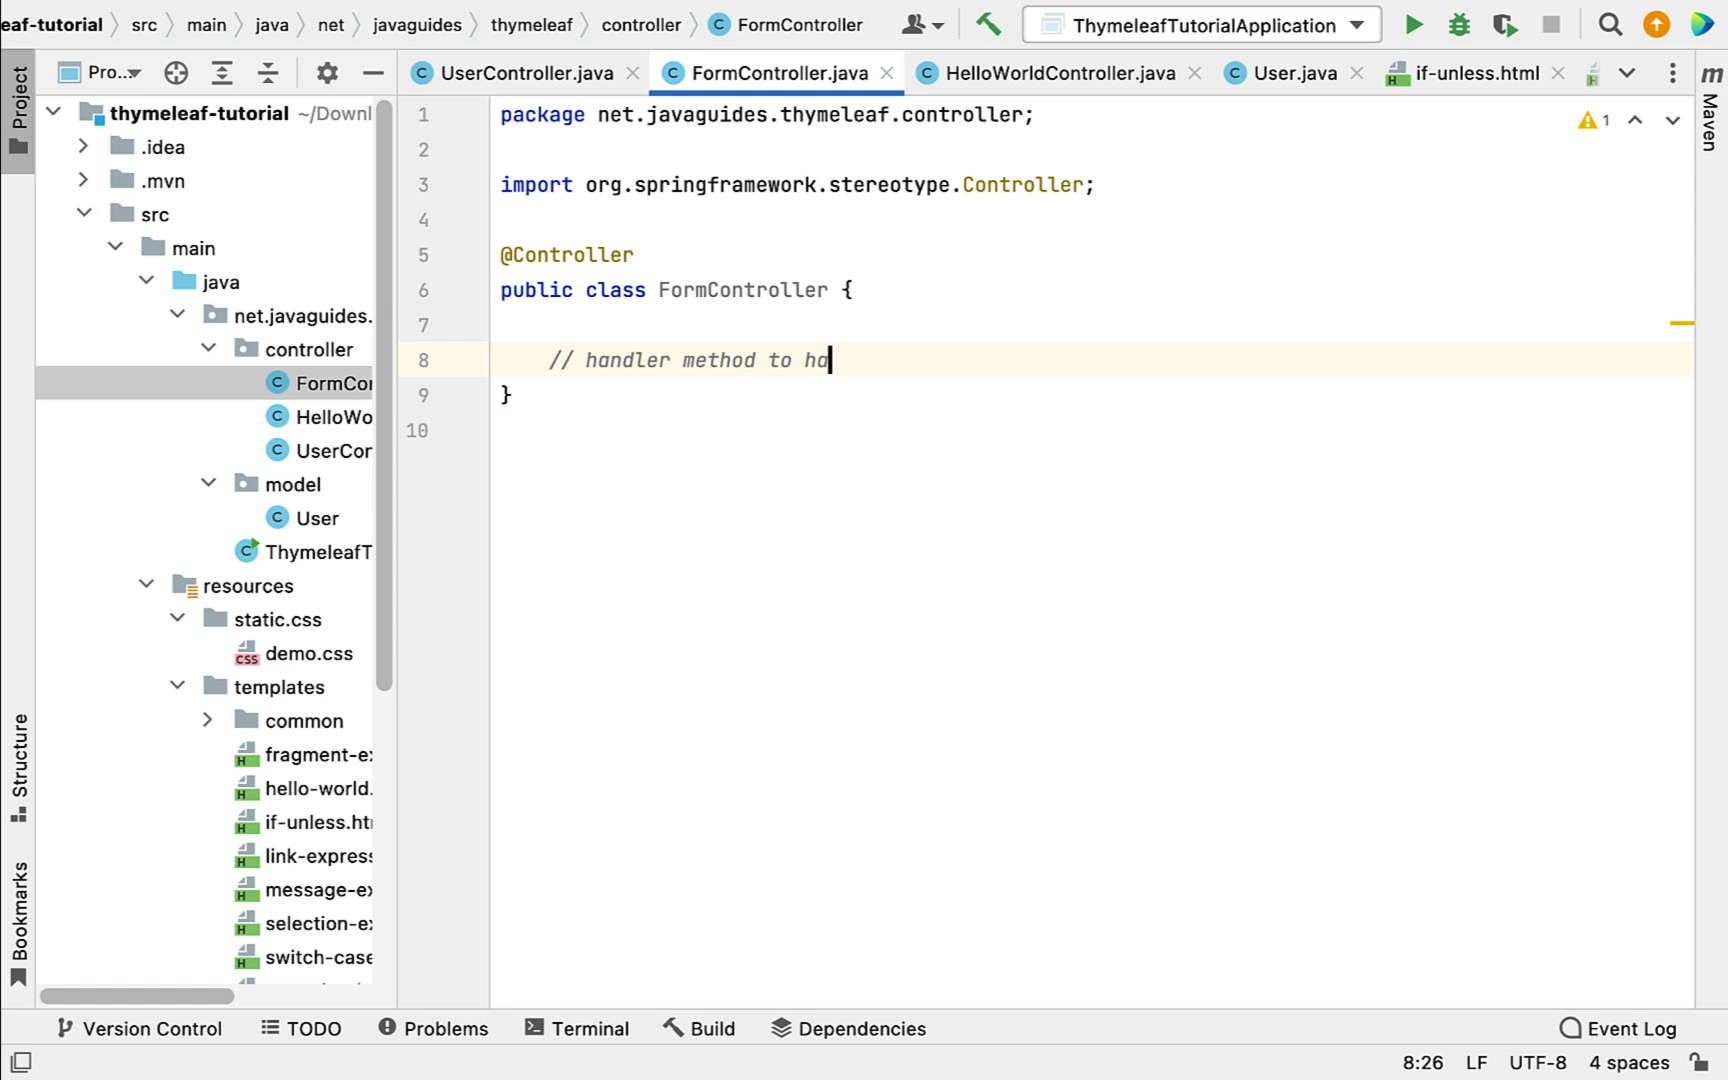 eaf-tutorial src main java net javaguides thymeleaf controller FormController ThymeleafTutorialApplication
Project
Pro..
UserController.java FormController.java HelloWorldController.java User.java if-unless.html
Maven
thymeleaf-tutorial ~/Downl
.idea
.mvn
src
main
java
net.javaguides.
controller
FormCo
HelloWo
UserCor
model
User
ThymeleafT
resources
static.css
demo.css
templates
common
fragment-ex
hello-world.
if-unless.ht
link-express
message-ex
selection-ex
switch-case
Structure
Bookmarks
1 package net.javaguides.thymeleaf.controller;
2
3 import org.springframework.stereotype.Controller;
4
5 @Controller
6 public class FormController {
7
8 // handler method to ha
9 }
10
1
Version Control TODO Problems Terminal Build Dependencies Event Log
8:26 LF UTF-8 4 spaces